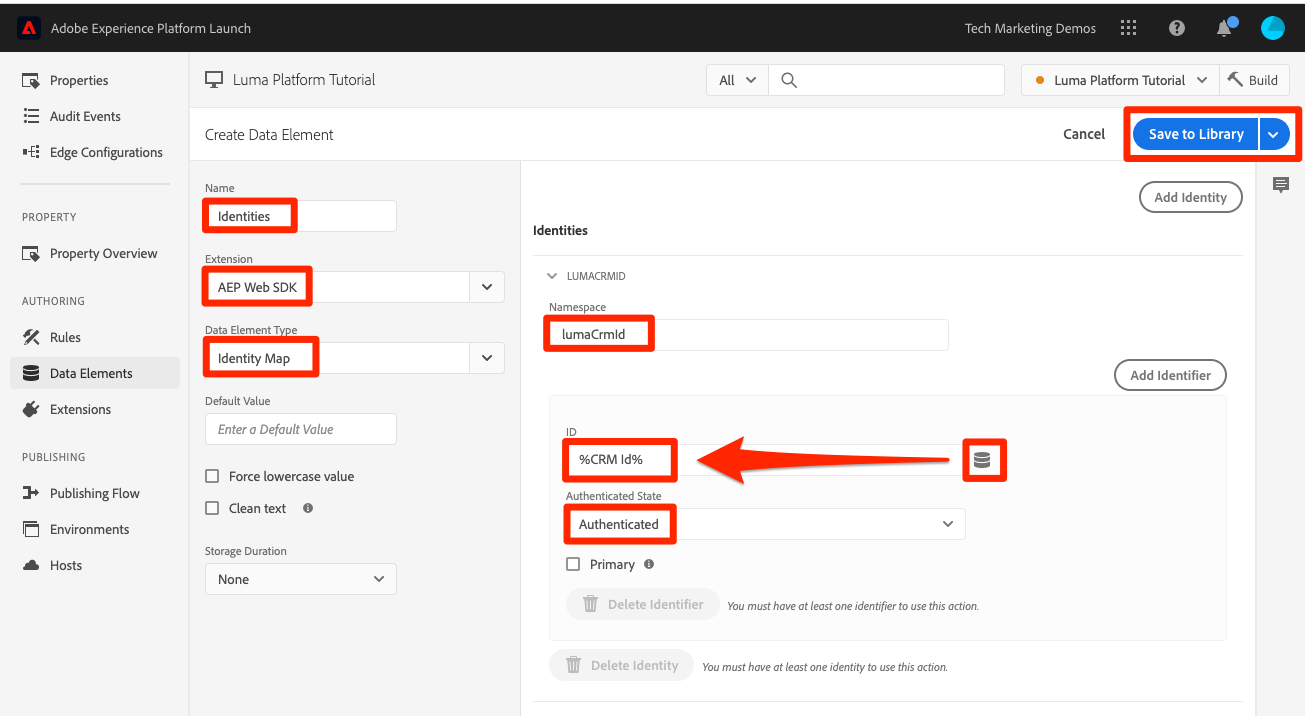 Adobe Experience Platform Launch
Tech Marketing Demos
Properties
Audit Events
Edge Configurations
PROPERTY
Property Overview
AUTHORING
Rules
Data Elements
Extensions
PUBLISHING
Publishing Flow
Environments
Hosts
Luma Platform Tutorial
All
Luma Platform Tutorial
Build
Create Data Element
Cancel
Save to Library
Name
Identities
Extension
AEP Web SDK
Data Element Type
Identity Map
Default Value
Enter a Default Value
Force lowercase value
Clean text
Storage Duration
None
Add Identity
Identities
LUMACRMID
Namespace
lumaCrmId
Add Identifier
ID
%CRM Id%
Authenticated State
Authenticated
Primary
Delete Identifier You must have at least one identifier to use this action.
Delete Identity You must have at least one identity to use this action.